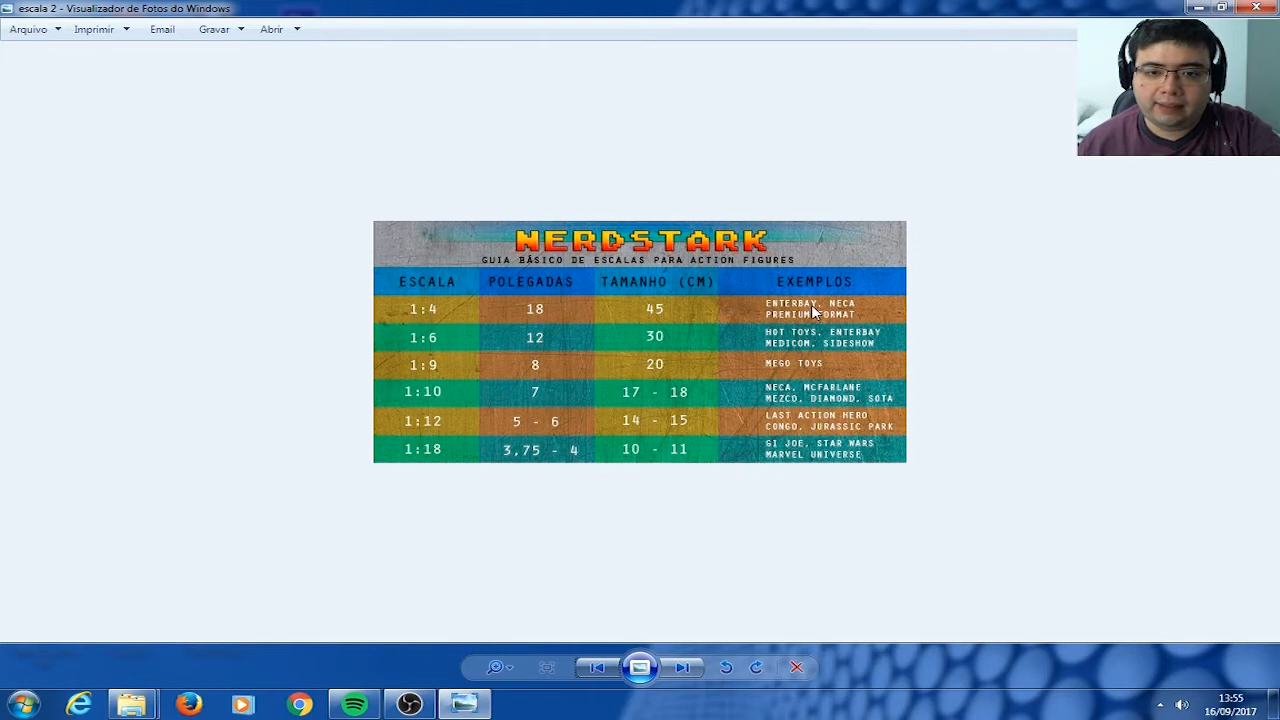 escala 2 - Visualizador de Fotos do Windows
Arquivo Imprimir Email Gravar Abrir
NERDSTARK
GUIA BÁSICO DE ESCALAS PARA ACTION FIGURES
ESCALA POLEGADAS TAMANHO (CM) EXEMPLOS
1:4 18 45 ENTERBAY, NECA
PREMIUM FORMAT
1:6 12 30 HOT TOYS, ENTERBAY
MEDICOM, SIDESHOW
1:9 8 20 MEGO TOYS
1:10 7 17 - 18 NECA, MCFARLANE
MEZCO, DIAMOND, SOTA
1:12 5 - 6 14 - 15 LAST ACTION HERO
CONGO, JURASSIC PARK
1:18 3,75 - 4 10 - 11 GI JOE, STAR WARS
MARVEL UNIVERSE
13:55
16/09/2017